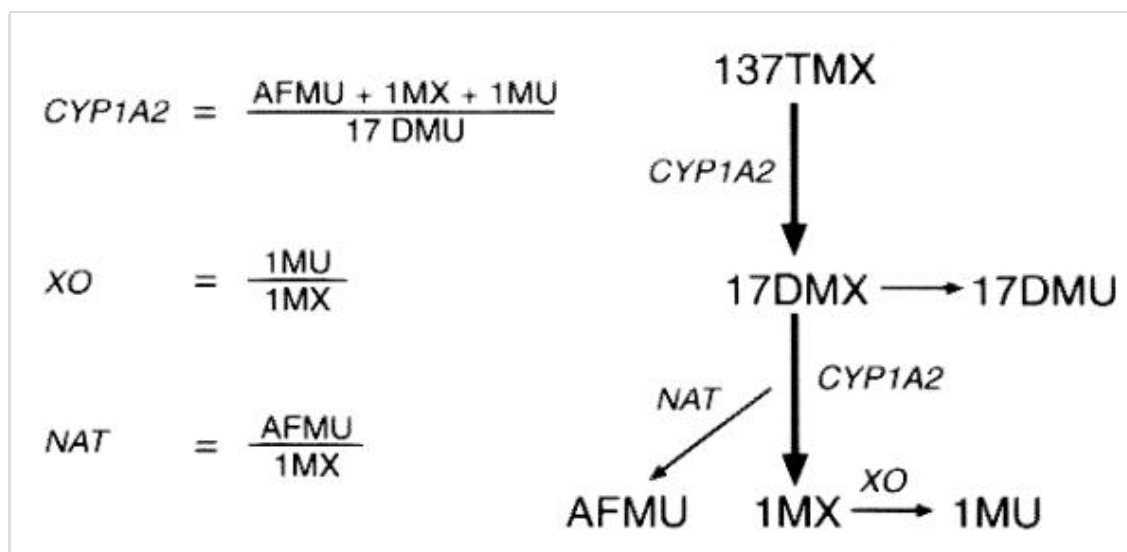 CYP1A2 = AFMU + 1MX + 1MU
17 DMU
XO = 1MU
1MX
NAT = AFMU
1MX
137TMX
CYP1A2
17DMX 17DMU
CYP1A2
NAT
XO
AFMU 1MX 1MU